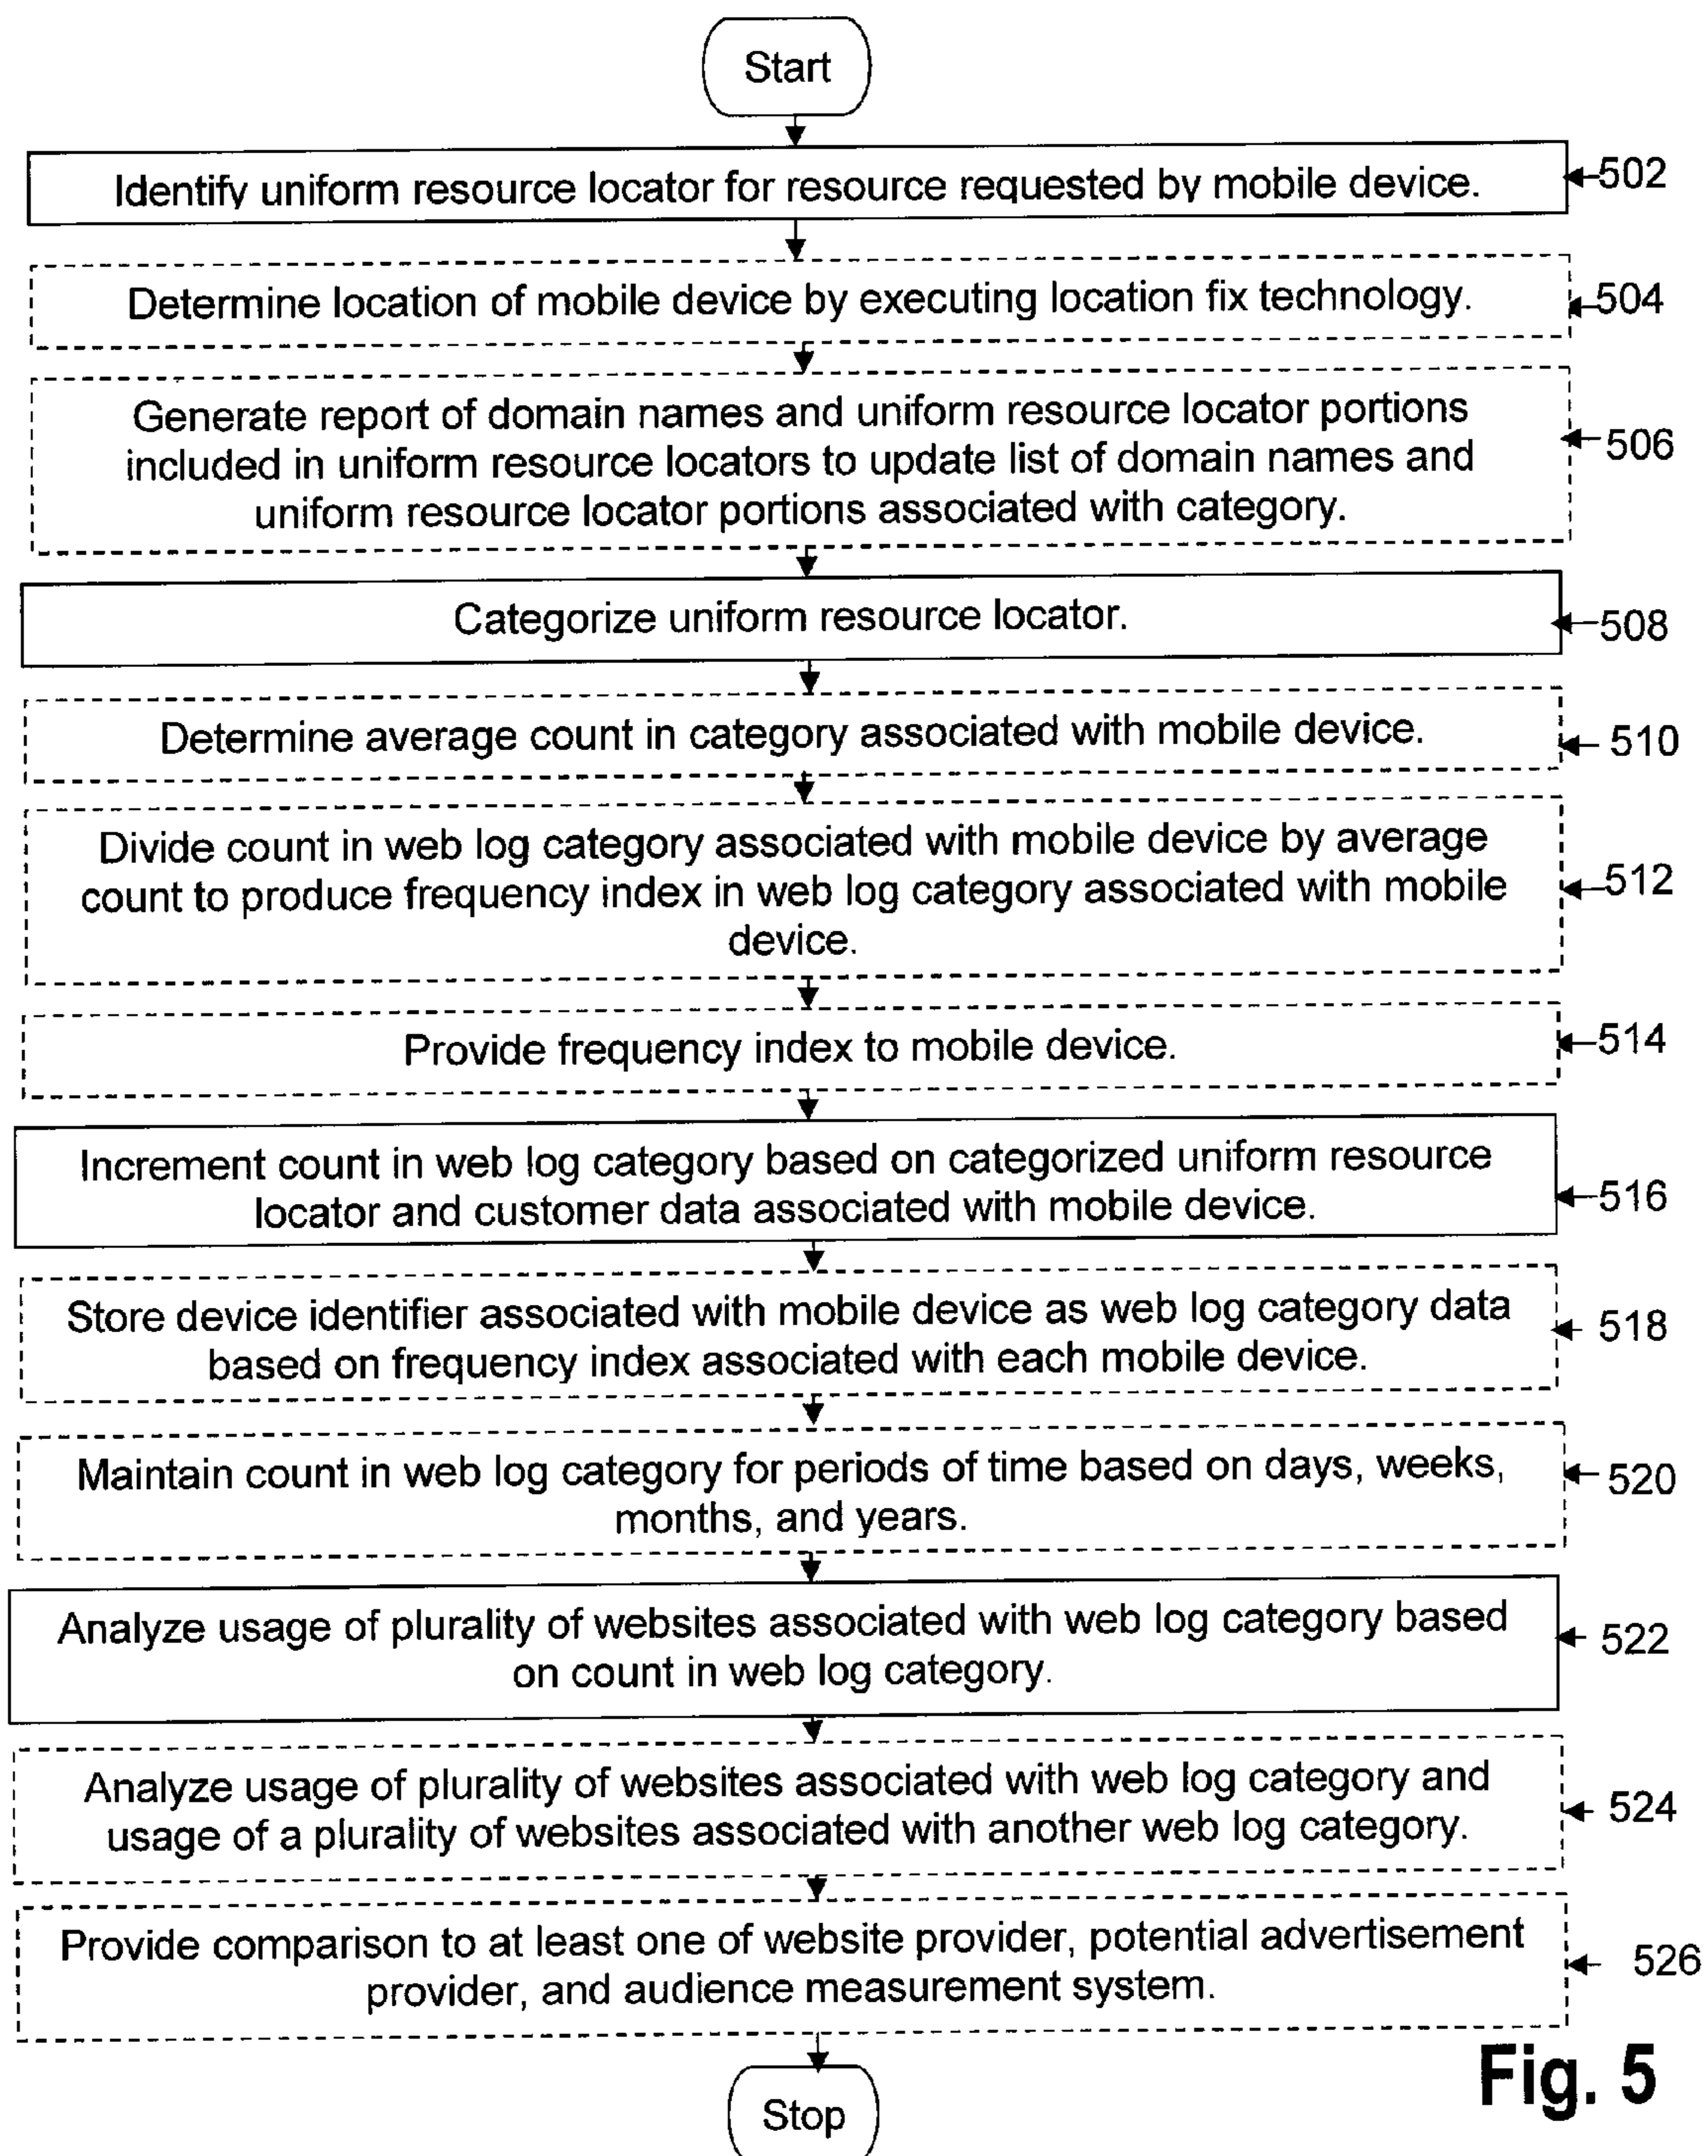 Start
Identify uniform resource locator for resource requested by mobile device.
502
Determine location of mobile device by executing location fix technology.
504
Generate report of domain names and uniform resource locator portions
included in uniform resource locators to update list of domain names and
uniform resource locator portions associated with category.
506
Categorize uniform resource locator.
508
Determine average count in category associated with mobile device.
510
Divide count in web log category associated with mobile device by average
count to produce frequency index in web log category associated with mobile
device.
512
Provide frequency index to mobile device.
514
Increment count in web log category based on categorized uniform resource
locator and customer data associated with mobile device.
516
Store device identifier associated with mobile device as web log category data
based on frequency index associated with each mobile device.
518
Maintain count in web log category for periods of time based on days, weeks,
months, and years.
520
Analyze usage of plurality of websites associated with web log category based
on count in web log category.
522
Analyze usage of plurality of websites associated with web log category and
usage of a plurality of websites associated with another web log category.
524
Provide comparison to at least one of website provider, potential advertisement
provider, and audience measurement system.
526
Stop
Fig. 5